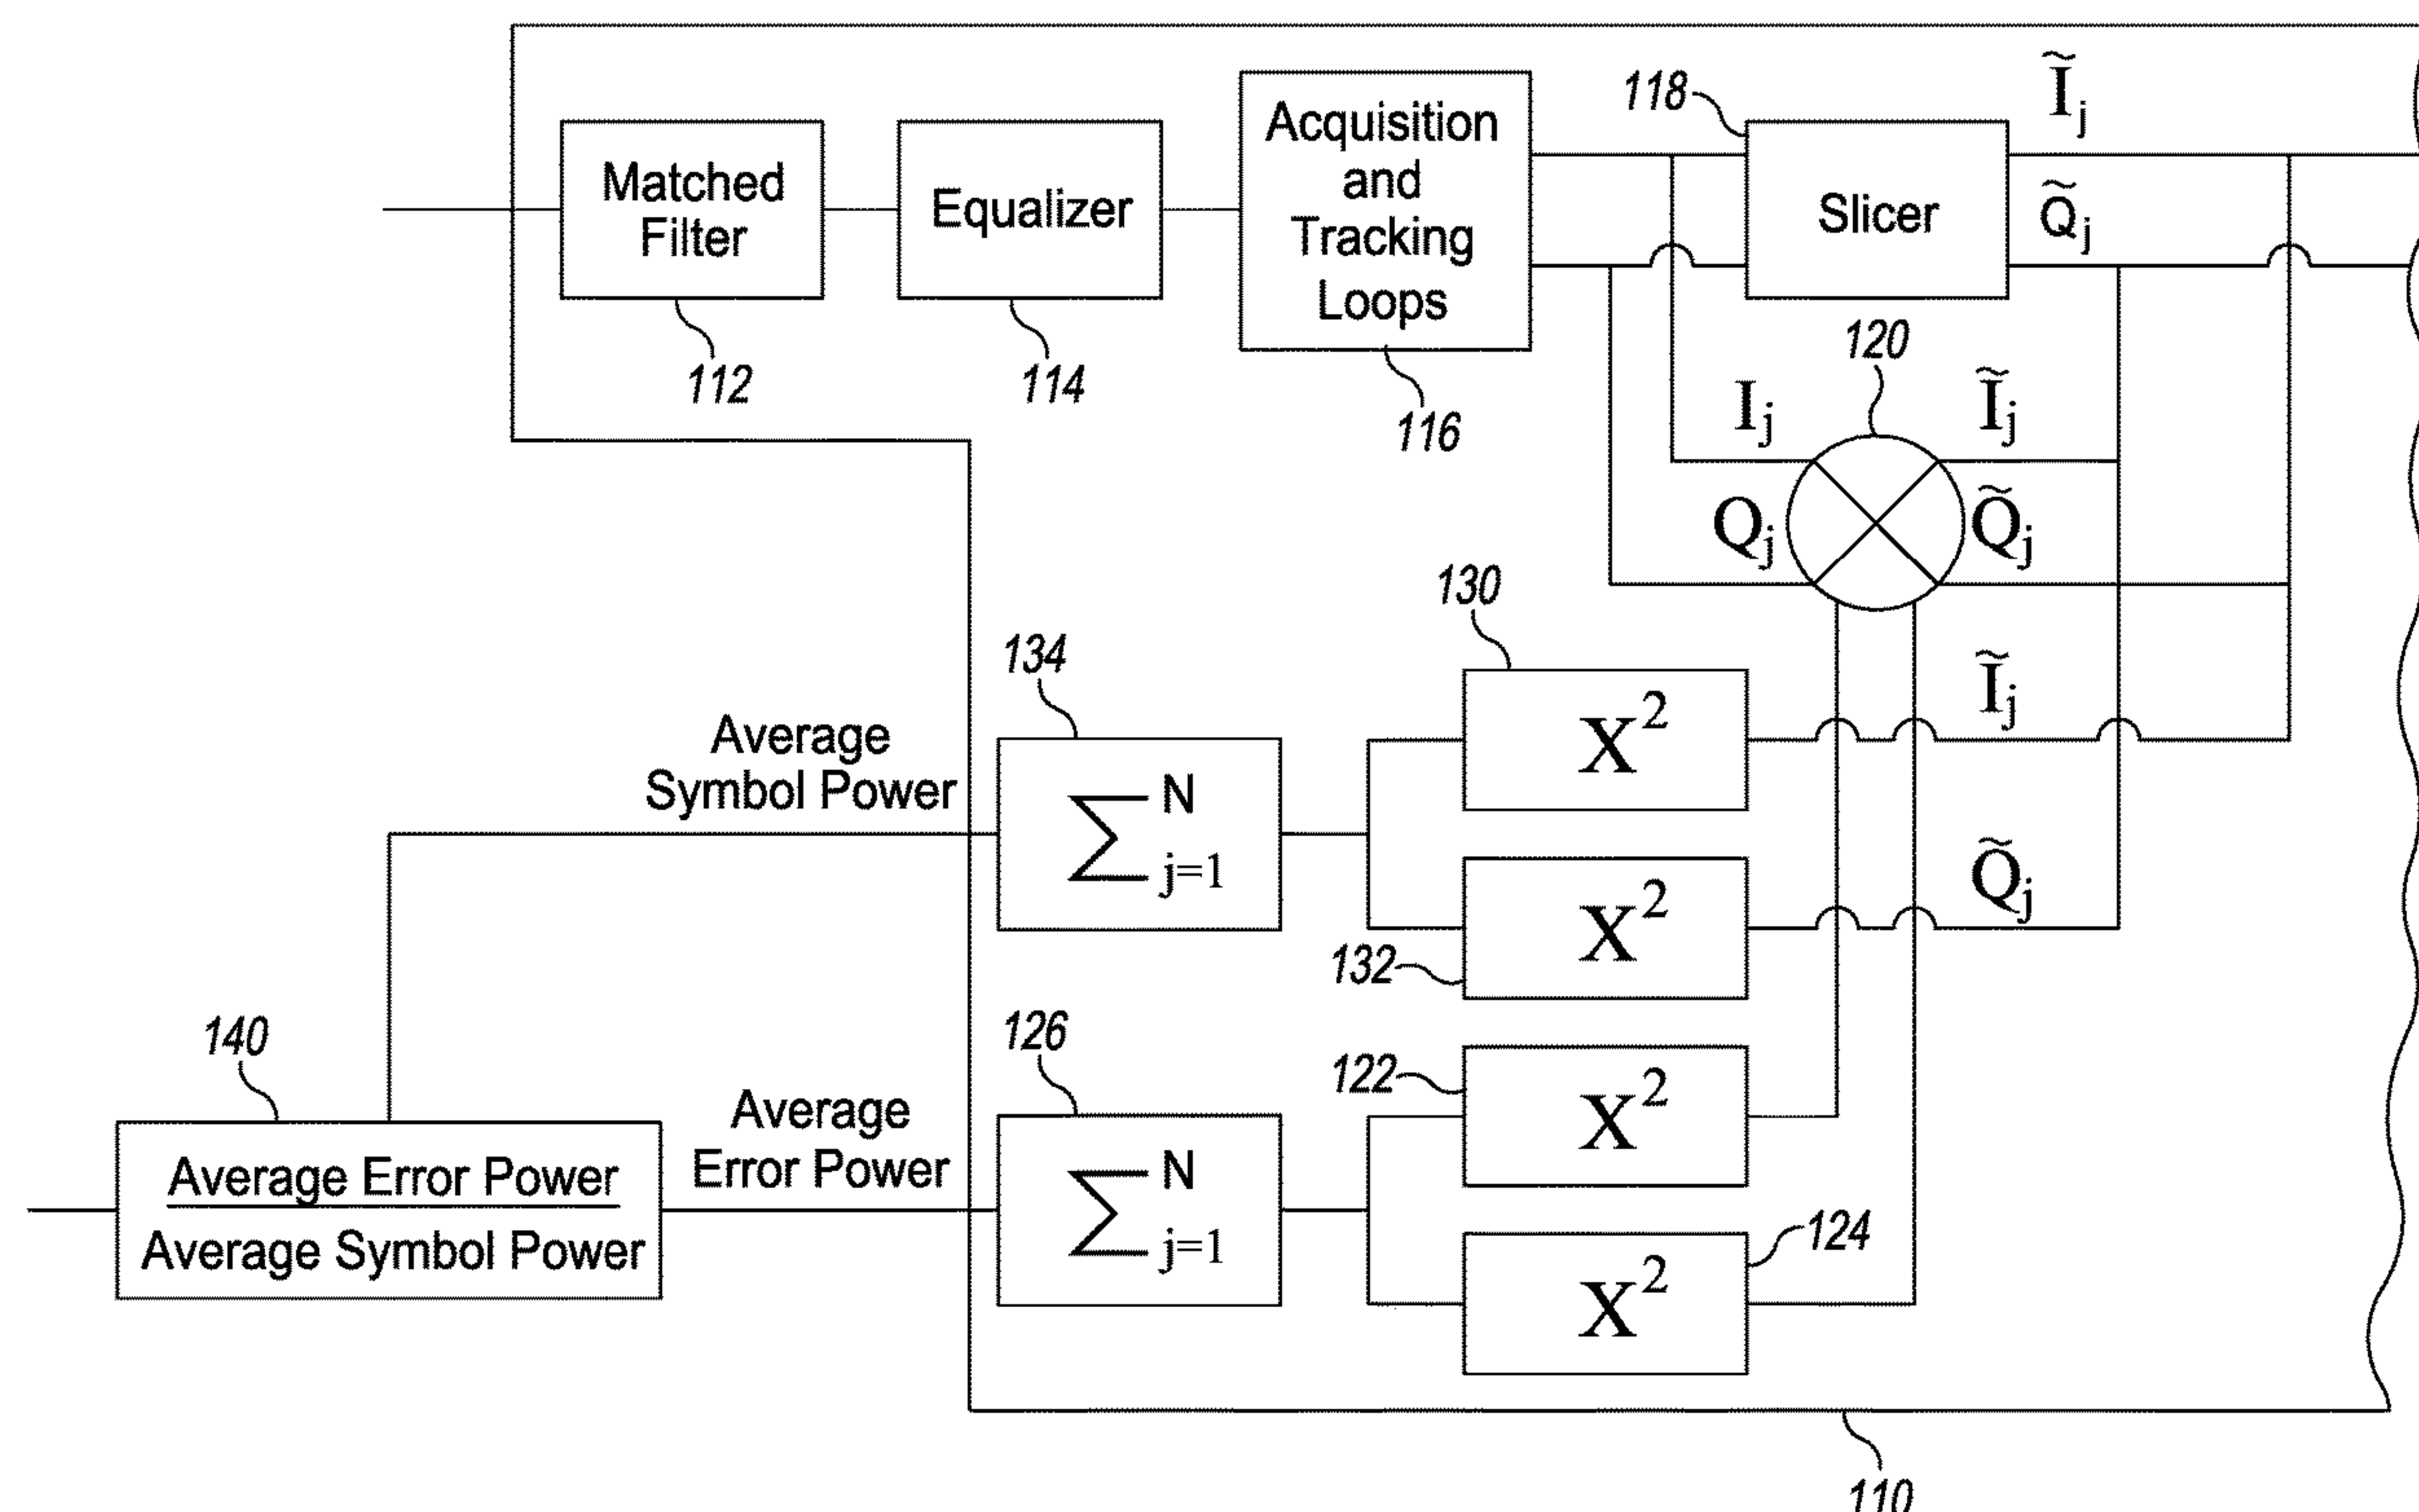 Matched
Filter
112
Equalizer
114
Acquisition
and
Tracking
Loops
116
118
Slicer
Ĩj
Q̃j
120
Ij
Ĩj
Qj
Q̃j
130
X²
Ĩj
134
∑ N j=1
Average
Symbol Power
132
X²
Q̃j
140
Average Error Power
Average Symbol Power
Average
Error Power
126
∑ N j=1
122
X²
124
X²
110